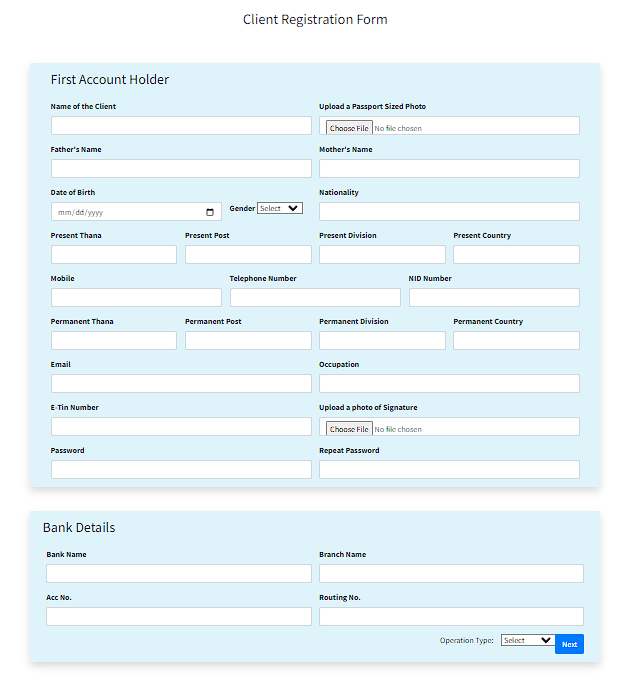 Client Registration Form
First Account Holder
Name of the Client Upload a Passport Sized Photo
Choose File No file chosen
Father's Name Mother's Name
Date of Birth Nationality
mm/dd/yyyy Gender Select
Present Thana Present Post Present Division Present Country
Mobile Telephone Number NID Number
Permanent Thana Permanent Post Permanent Division Permanent Country
Email Occupation
E-Tin Number Upload a photo of Signature
Choose File No file chosen
Password Repeat Password
Bank Details
Bank Name Branch Name
Acc No. Routing No.
Operation Type: Select Next